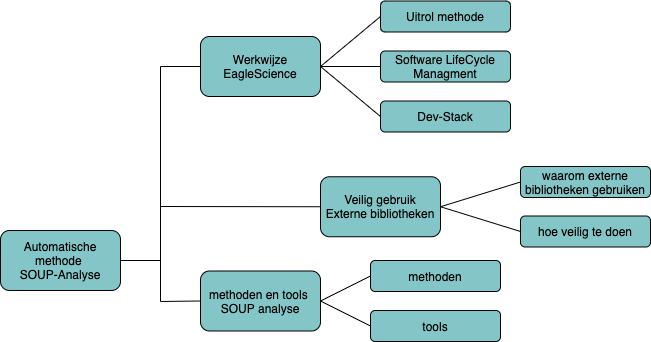 Automatische
methode
SOUP-Analyse
Werkwijze
EagleScience
Uitrol methode
Software LifeCycle
Managment
Dev-Stack
Veilig gebruik
Externe bibliotheken
waarom externe
bibliotheken gebruiken
hoe veilig te doen
methoden en tools
SOUP analyse
methoden
tools